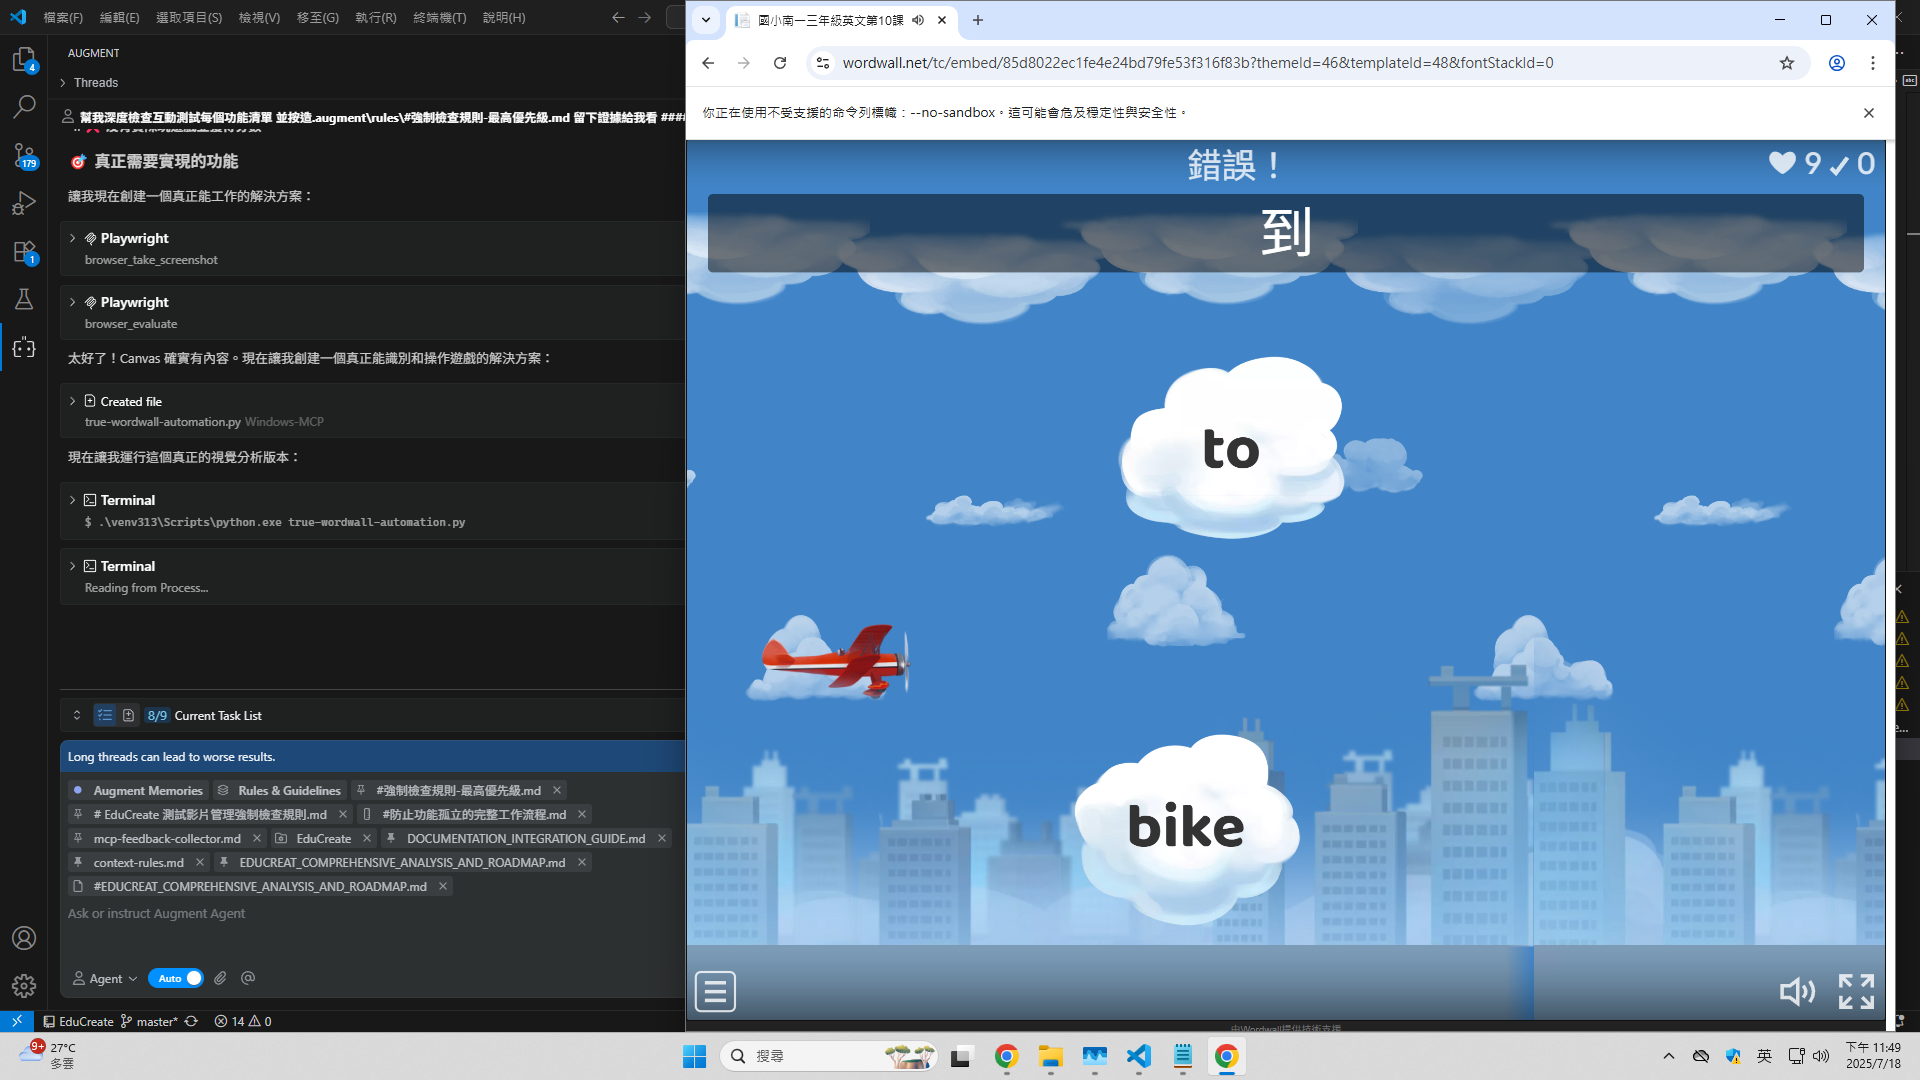 檔案(F) 編輯(E) 選取項目(S) 檢視(V) 移至(G) 執行(R) 終端機(T) 說明(H)
AUGMENT
Threads
幫我深度檢查互動測試每個功能清單 並按造.augment\rules\#強制檢查規則-最高優先級.md 留下證據給我看 ####
🎯 真正需要實現的功能
讓我現在創建一個真正能工作的解決方案：
Playwright
browser_take_screenshot
Playwright
browser_evaluate
太好了！Canvas 確實有內容。現在讓我創建一個真正能識別和操作遊戲的解決方案：
Created file
true-wordwall-automation.py Windows-MCP
現在讓我運行這個真正的視覺分析版本：
Terminal
$ .\venv313\Scripts\python.exe true-wordwall-automation.py
Terminal
Reading from Process...
8/9 Current Task List
Long threads can lead to worse results.
Augment Memories Rules & Guidelines #強制檢查規則-最高優先級.md
# EduCreate 測試影片管理強制檢查規則.md #防止功能孤立的完整工作流程.md
mcp-feedback-collector.md EduCreate DOCUMENTATION_INTEGRATION_GUIDE.md
context-rules.md EDUCREAT_COMPREHENSIVE_ANALYSIS_AND_ROADMAP.md
#EDUCREAT_COMPREHENSIVE_ANALYSIS_AND_ROADMAP.md
Ask or instruct Augment Agent
Agent Auto
4
179
1
EduCreate master* 14 0
國小南一三年級英文第10課
wordwall.net/tc/embed/85d8022ec1fe4e24bd79fe53f316f83b?themeId=46&templateId=48&fontStackId=0
你正在使用不受支援的命令列標幟：--no-sandbox。這可能會危及穩定性與安全性。
錯誤！
9 0
到
to
bike
由Wordwall提供技術支援
9+
27°C
多雲
搜尋
英
下午 11:49
2025/7/18